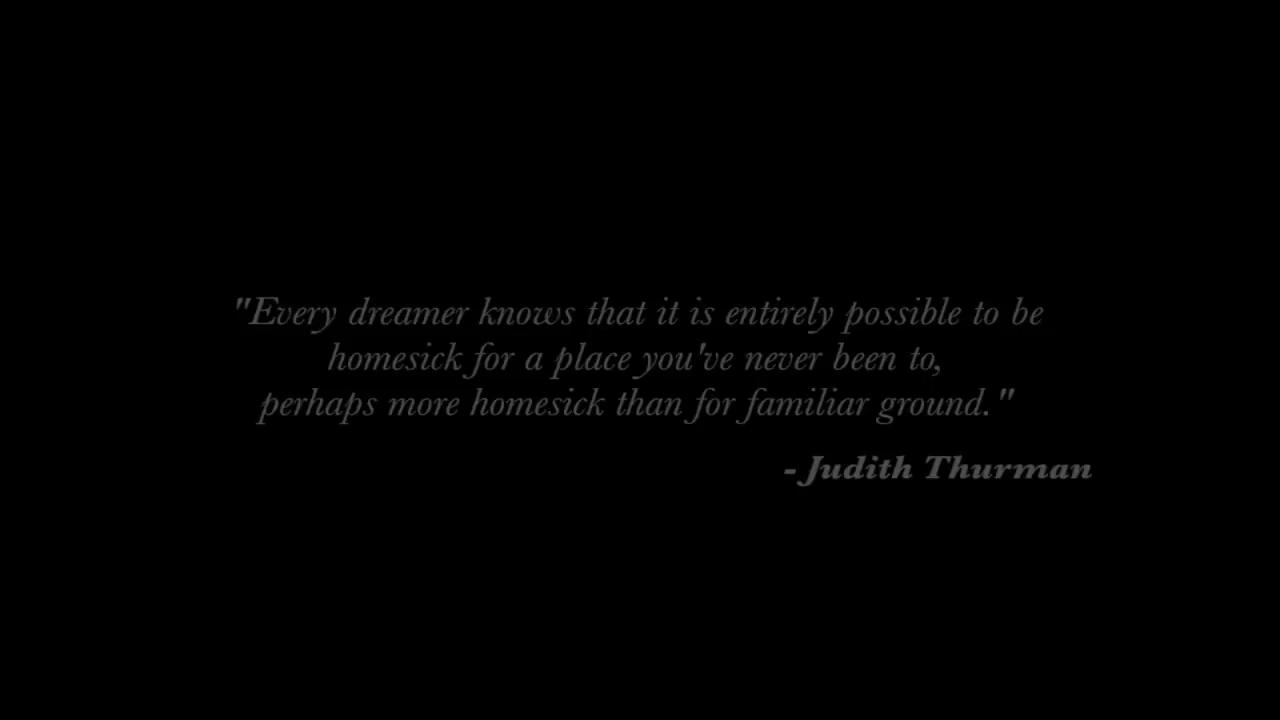 "Every dreamer knows that it is entirely possible to be
homesick for a place you've never been to,
perhaps more homesick than for familiar ground."
- Judith Thurman